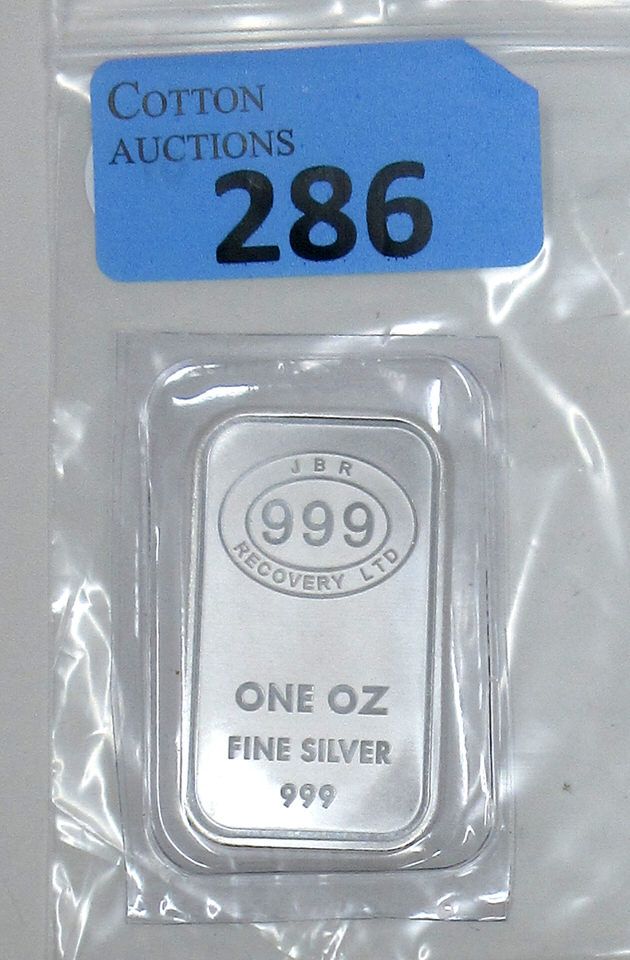 COTTON
AUCTIONS
286
JBR
999
RECOVERY LTD
ONE OZ
FINE SILVER
999